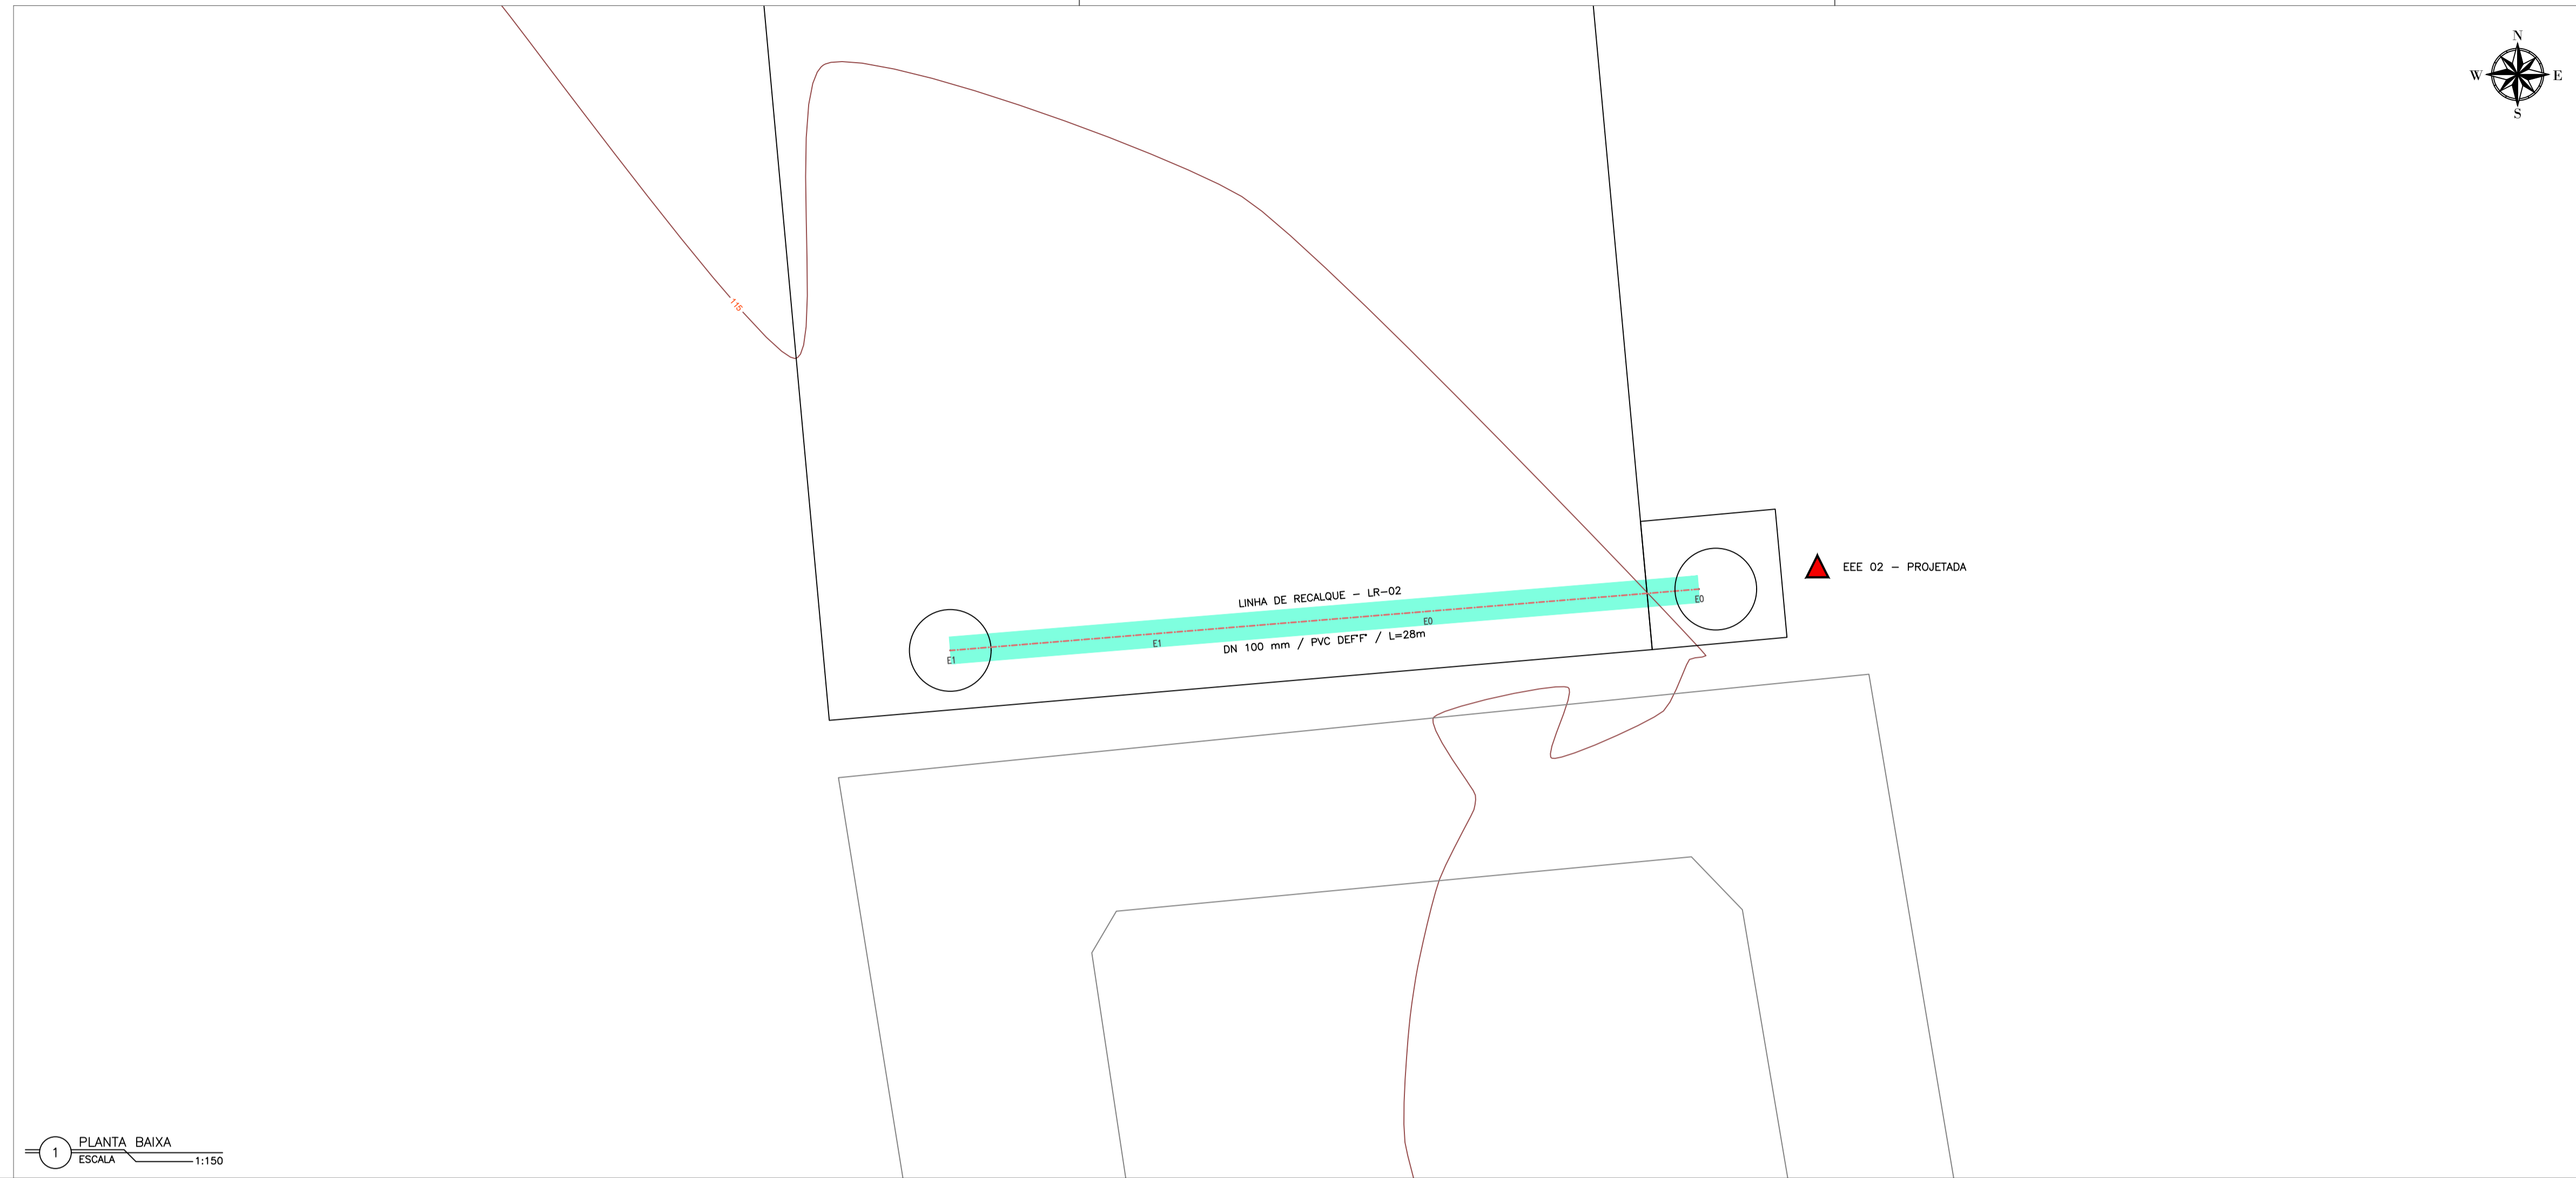 N
W E
S
115
EEE 02 - PROJETADA
LINHA DE RECALQUE - LR-02
E0
E0
E1
E1
DN 100 mm / PVC DEF°F° / L=28m
1
PLANTA BAIXA
ESCALA 1:150